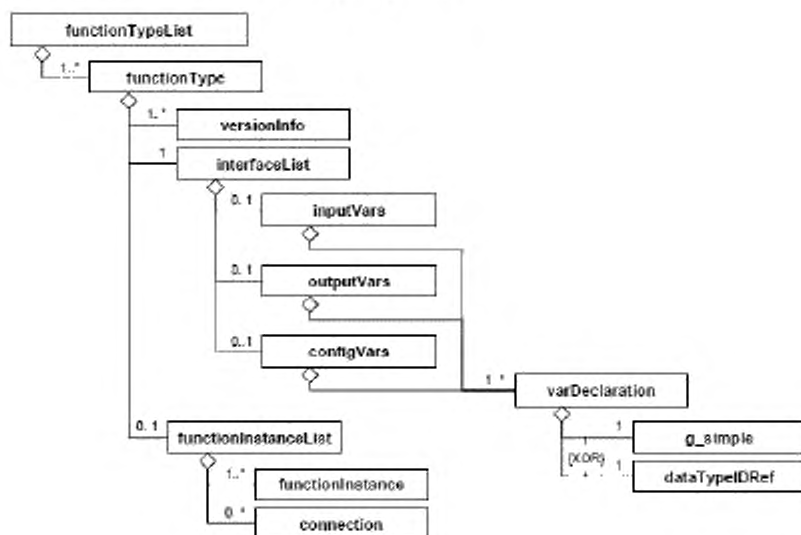 functionTypeList
1..*
functionType
1..*
versionInfo
1
interfaceList
0..1
inputVars
0..1
outputVars
0..1
configVars
1..*
varDeclaration
0..1
functionInstanceList
1
g_simple
{XOR}
1
dataTypeIDRef
1..*
functionInstance
0..*
connection